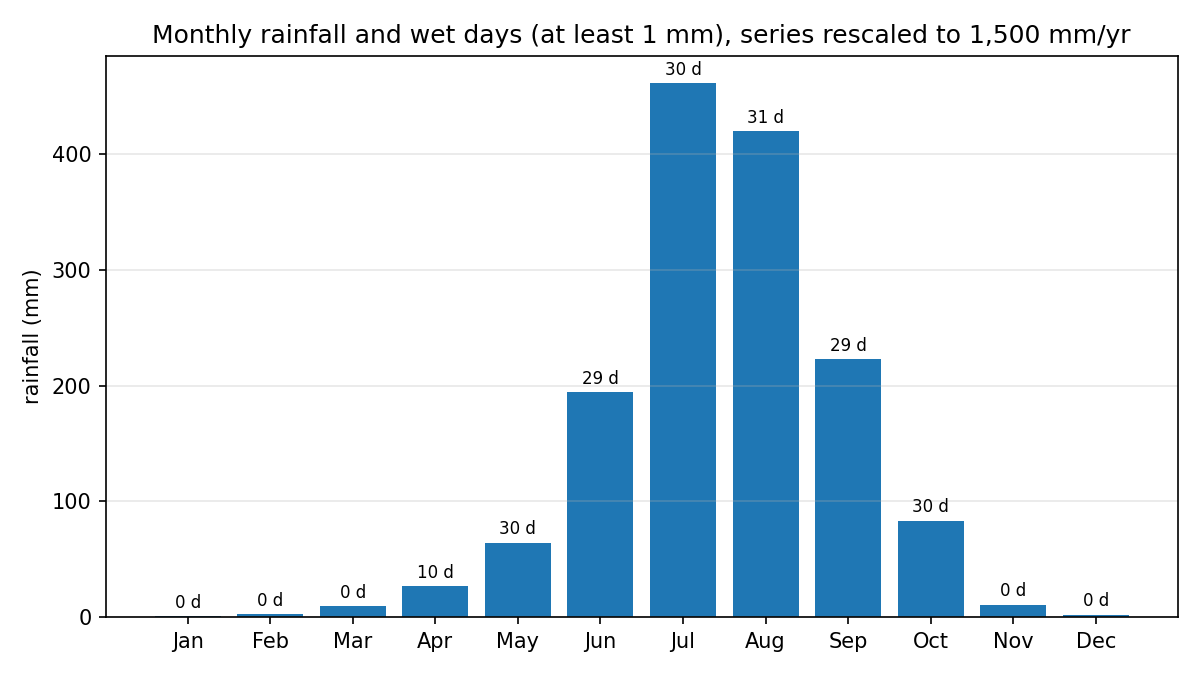 Monthly rainfall and wet days (at least 1 mm), series rescaled to 1,500 mm/yr
rainfall (mm)
400
300
200
100
0
0 d
0 d
0 d
10 d
30 d
29 d
30 d
31 d
29 d
30 d
0 d
0 d
Jan
Feb
Mar
Apr
May
Jun
Jul
Aug
Sep
Oct
Nov
Dec